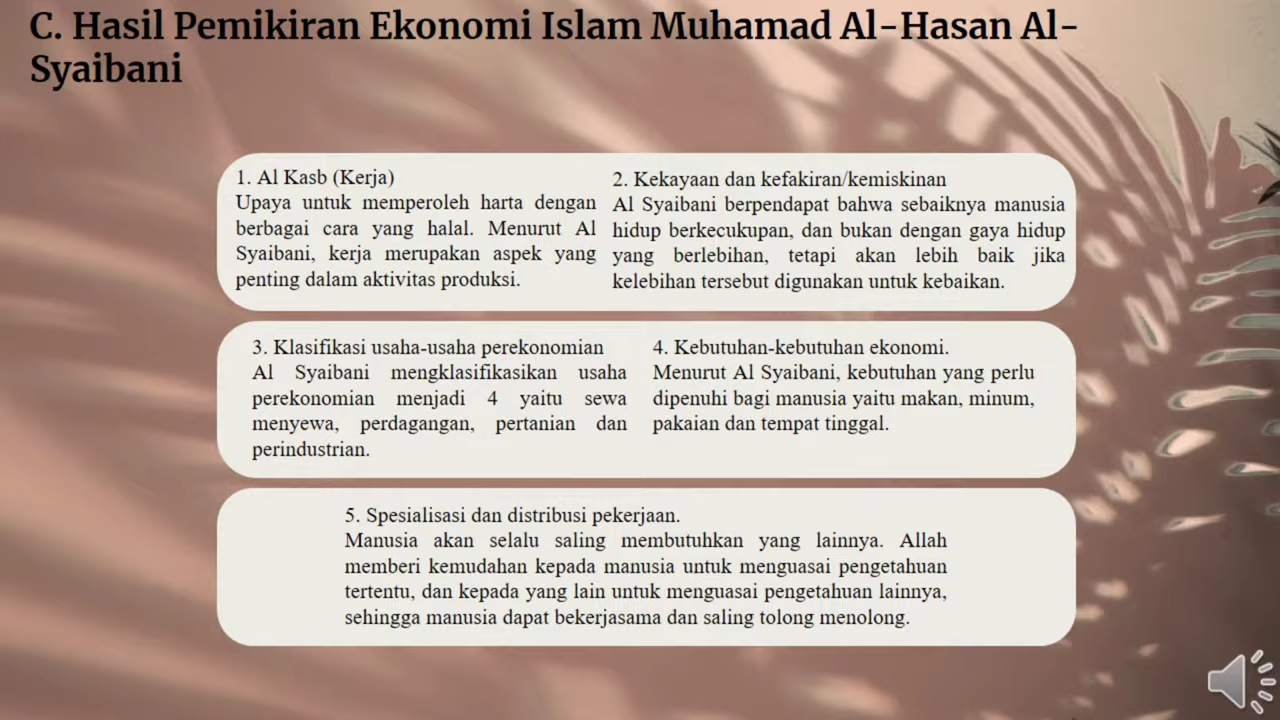 C. Hasil Pemikiran Ekonomi Islam Muhamad Al-Hasan Al-
Syaibani
1. Al Kasb (Kerja)
Upaya untuk memperoleh harta dengan
berbagai cara yang halal. Menurut Al
Syaibani, kerja merupakan aspek yang
penting dalam aktivitas produksi.
2. Kekayaan dan kefakiran/kemiskinan
Al Syaibani berpendapat bahwa sebaiknya manusia
hidup berkecukupan, dan bukan dengan gaya hidup
yang berlebihan, tetapi akan lebih baik jika
kelebihan tersebut digunakan untuk kebaikan.
3. Klasifikasi usaha-usaha perekonomian
Al Syaibani mengklasifikasikan usaha
perekonomian menjadi 4 yaitu sewa
menyewa, perdagangan, pertanian dan
perindustrian.
4. Kebutuhan-kebutuhan ekonomi.
Menurut Al Syaibani, kebutuhan yang perlu
dipenuhi bagi manusia yaitu makan, minum,
pakaian dan tempat tinggal.
5. Spesialisasi dan distribusi pekerjaan.
Manusia akan selalu saling membutuhkan yang lainnya. Allah
memberi kemudahan kepada manusia untuk menguasai pengetahuan
tertentu, dan kepada yang lain untuk menguasai pengetahuan lainnya,
sehingga manusia dapat bekerjasama dan saling tolong menolong.